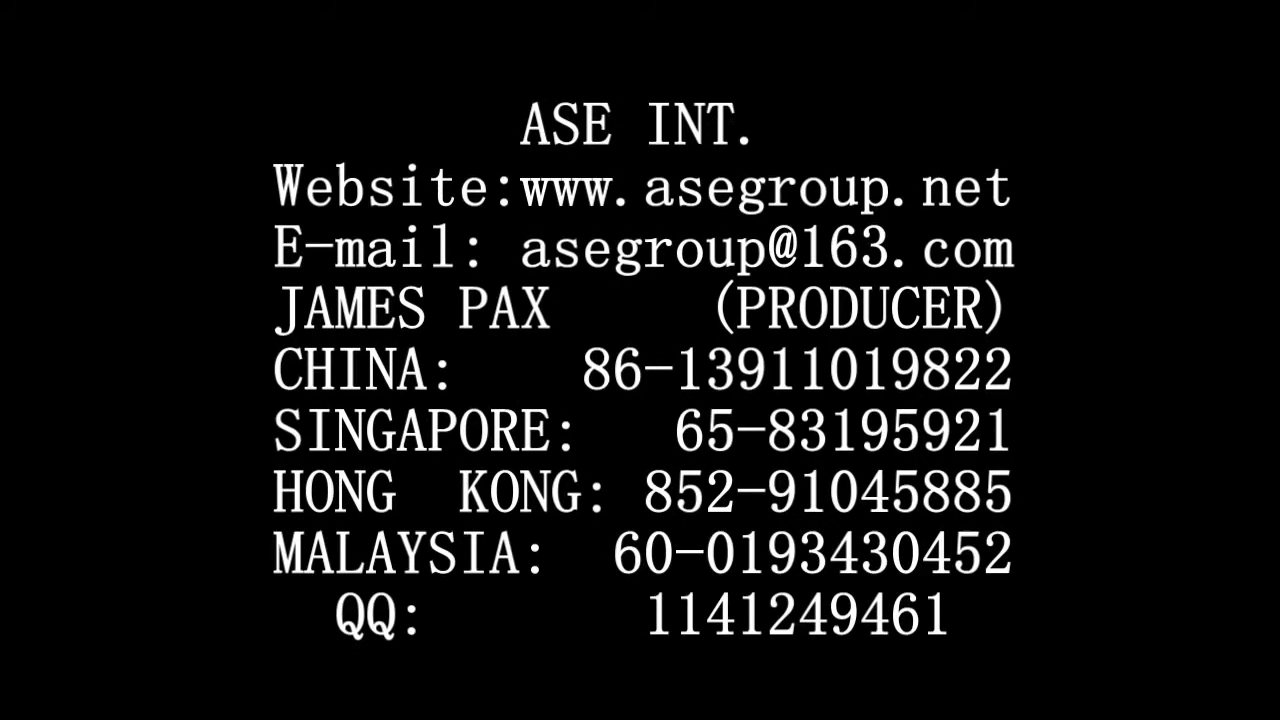 ASE INT.
Website:www.asegroup.net
E-mail: asegroup@163.com
JAMES PAX (PRODUCER)
CHINA: 86-13911019822
SINGAPORE: 65-83195921
HONG KONG: 852-91045885
MALAYSIA: 60-0193430452
QQ: 1141249461